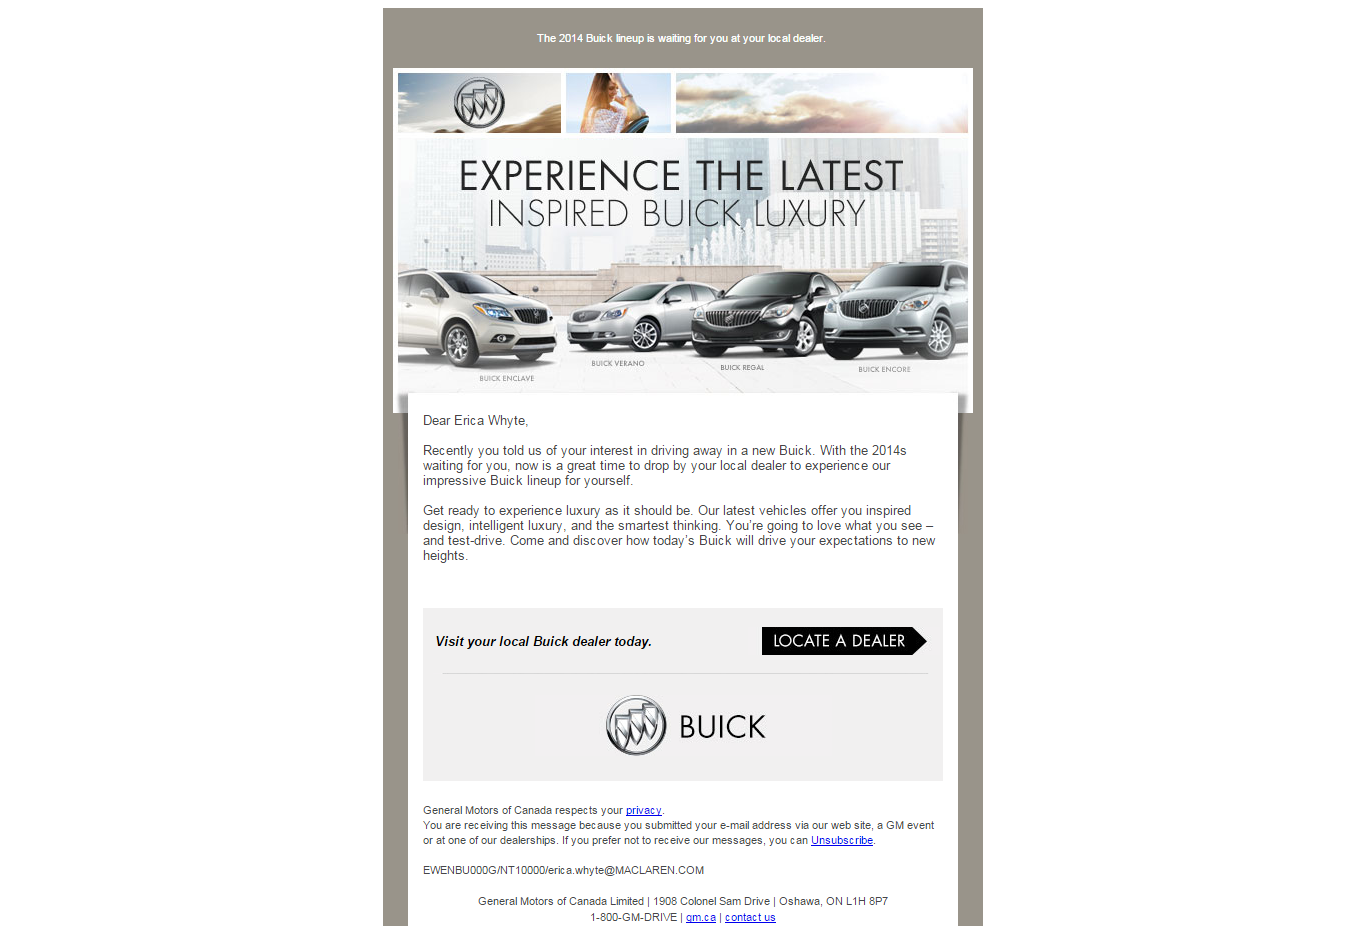 The 2014 Buick lineup is waiting for you at your local dealer.
EXPERIENCE THE LATEST
INSPIRED BUICK LUXURY
BUICK ENCLAVE
BUICK VERANO
BUICK REGAL
BUICK ENCORE
Dear Erica Whyte,
Recently you told us of your interest in driving away in a new Buick. With the 2014s
waiting for you, now is a great time to drop by your local dealer to experience our
impressive Buick lineup for yourself.
Get ready to experience luxury as it should be. Our latest vehicles offer you inspired
design, intelligent luxury, and the smartest thinking. You’re going to love what you see –
and test-drive. Come and discover how today’s Buick will drive your expectations to new
heights.
Visit your local Buick dealer today.
LOCATE A DEALER
BUICK
General Motors of Canada respects your privacy.
You are receiving this message because you submitted your e-mail address via our web site, a GM event
or at one of our dealerships. If you prefer not to receive our messages, you can Unsubscribe.
EWENBU000G/NT10000/erica.whyte@MACLAREN.COM
General Motors of Canada Limited | 1908 Colonel Sam Drive | Oshawa, ON L1H 8P7
1-800-GM-DRIVE | gm.ca | contact us